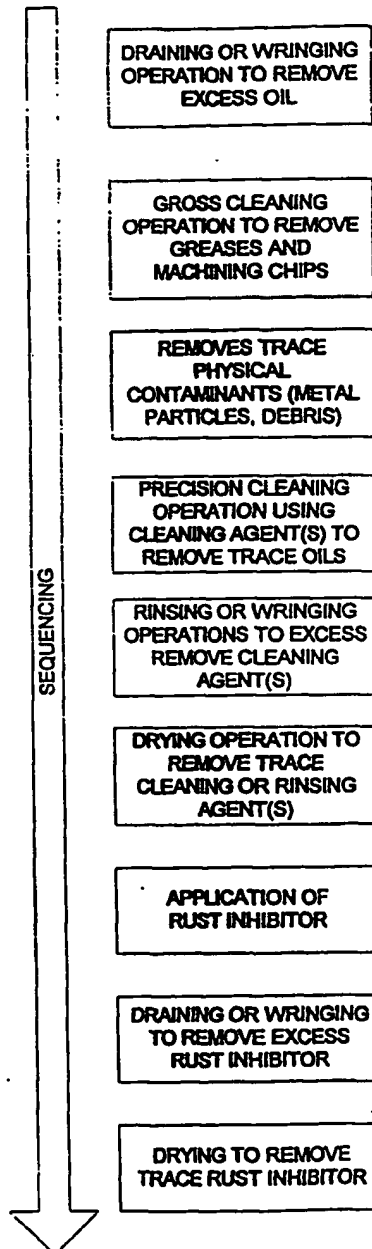 DRAINING OR WRINGING
OPERATION TO REMOVE
EXCESS OIL
GROSS CLEANING
OPERATION TO REMOVE
GREASES AND
MACHINING CHIPS
REMOVES TRACE
PHYSICAL
CONTAMINANTS (METAL
PARTICLES, DEBRIS)
PRECISION CLEANING
OPERATION USING
CLEANING AGENT(S) TO
REMOVE TRACE OILS
SEQUENCING
RINSING OR WRINGING
OPERATIONS TO EXCESS
REMOVE CLEANING
AGENT(S)
DRYING OPERATION TO
REMOVE TRACE
CLEANING OR RINSING
AGENT(S)
APPLICATION OF
RUST INHIBITOR
DRAINING OR WRINGING
TO REMOVE EXCESS
RUST INHIBITOR
DRYING TO REMOVE
TRACE RUST INHIBITOR